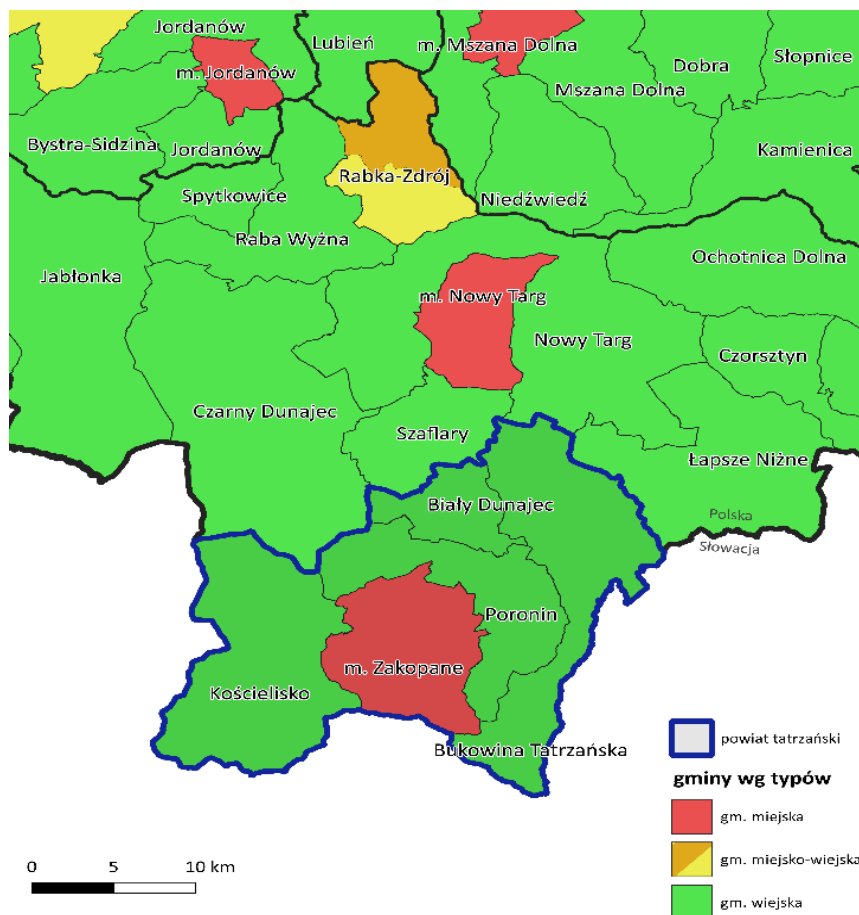 Jordanów
Lubień
m. Mszana Dolna
Dobra
Słopnice
m. Jordanów
Mszana Dolna
Bystra-Sidzina
Jordanów
Kamienica
Rabka-Zdrój
Spytkowice
Niedźwiedź
Raba Wyżna
Ochotnica Dolna
Jabłonka
m. Nowy Targ
Nowy Targ
Czorsztyn
Czarny Dunajec
Szaflary
Łapsze Niżne
Biały Dunajec
Polska
Słowacja
Poronin
m. Zakopane
Kościelisko
Bukowina Tatrzańska
powiat tatrzański
gminy wg typów
gm. miejska
gm. miejsko-wiejska
gm. wiejska
0 5 10 km